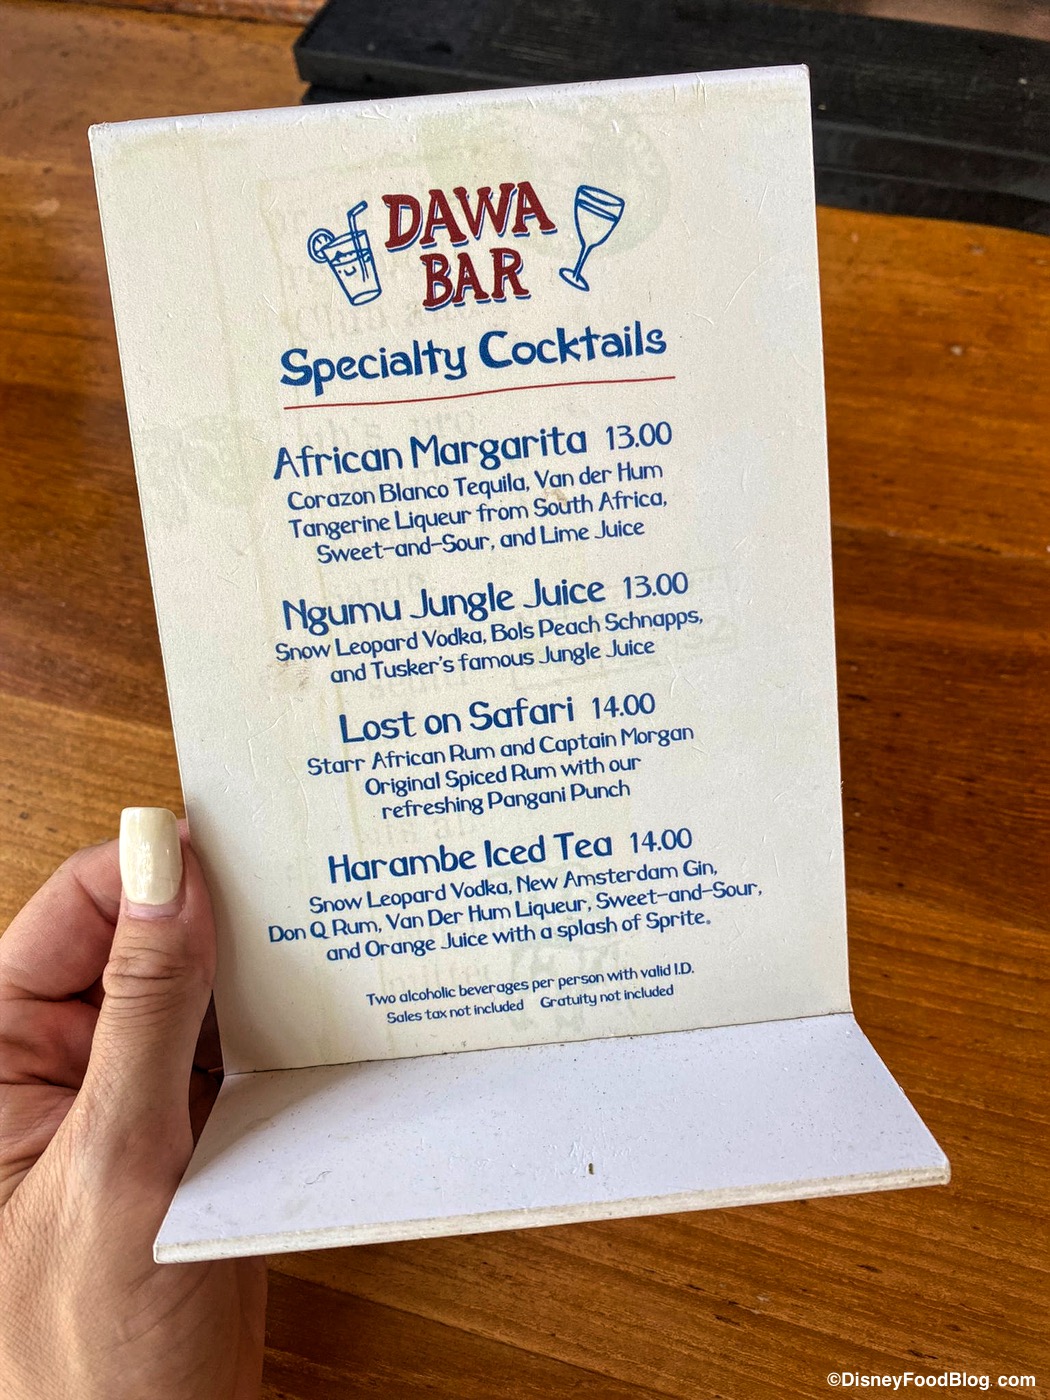 DAWA
BAR
Specialty Cocktails
African Margarita 13.00
Corazon Blanco Tequila, Van der Hum
Tangerine Liqueur from South Africa,
Sweet-and-Sour, and Lime Juice
Ngumu Jungle Juice 13.00
Snow Leopard Vodka, Bols Peach Schnapps,
and Tusker's famous Jungle Juice
Lost on Safari 14.00
Starr African Rum and Captain Morgan
Original Spiced Rum with our
refreshing Pangani Punch
Harambe Iced Tea 14.00
Snow Leopard Vodka, New Amsterdam Gin,
Don Q Rum, Van Der Hum Liqueur, Sweet-and-Sour,
and Orange Juice with a splash of Sprite.
Two alcoholic beverages per person with valid I.D.
Sales tax not included Gratuity not included
©DisneyFoodBlog.com